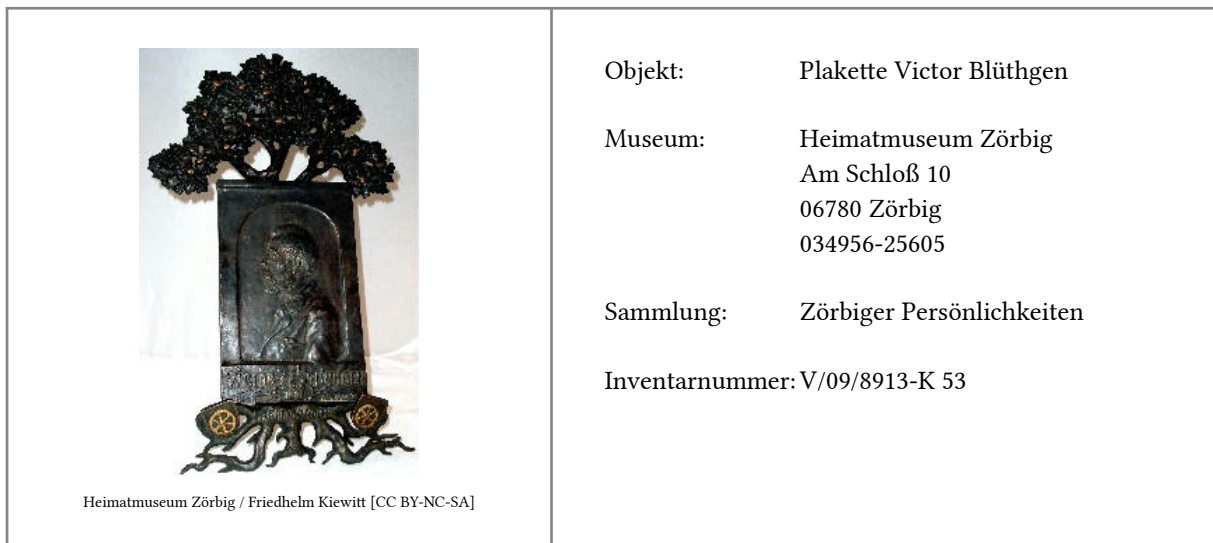 Heimatmuseum Zörbig / Friedhelm Kiewitt [CC BY-NC-SA]
Objekt: Plakette Victor Blüthgen
Museum: Heimatmuseum Zörbig
Am Schloß 10
06780 Zörbig
034956-25605
Sammlung: Zörbiger Persönlichkeiten
Inventarnummer: V/09/8913-K 53